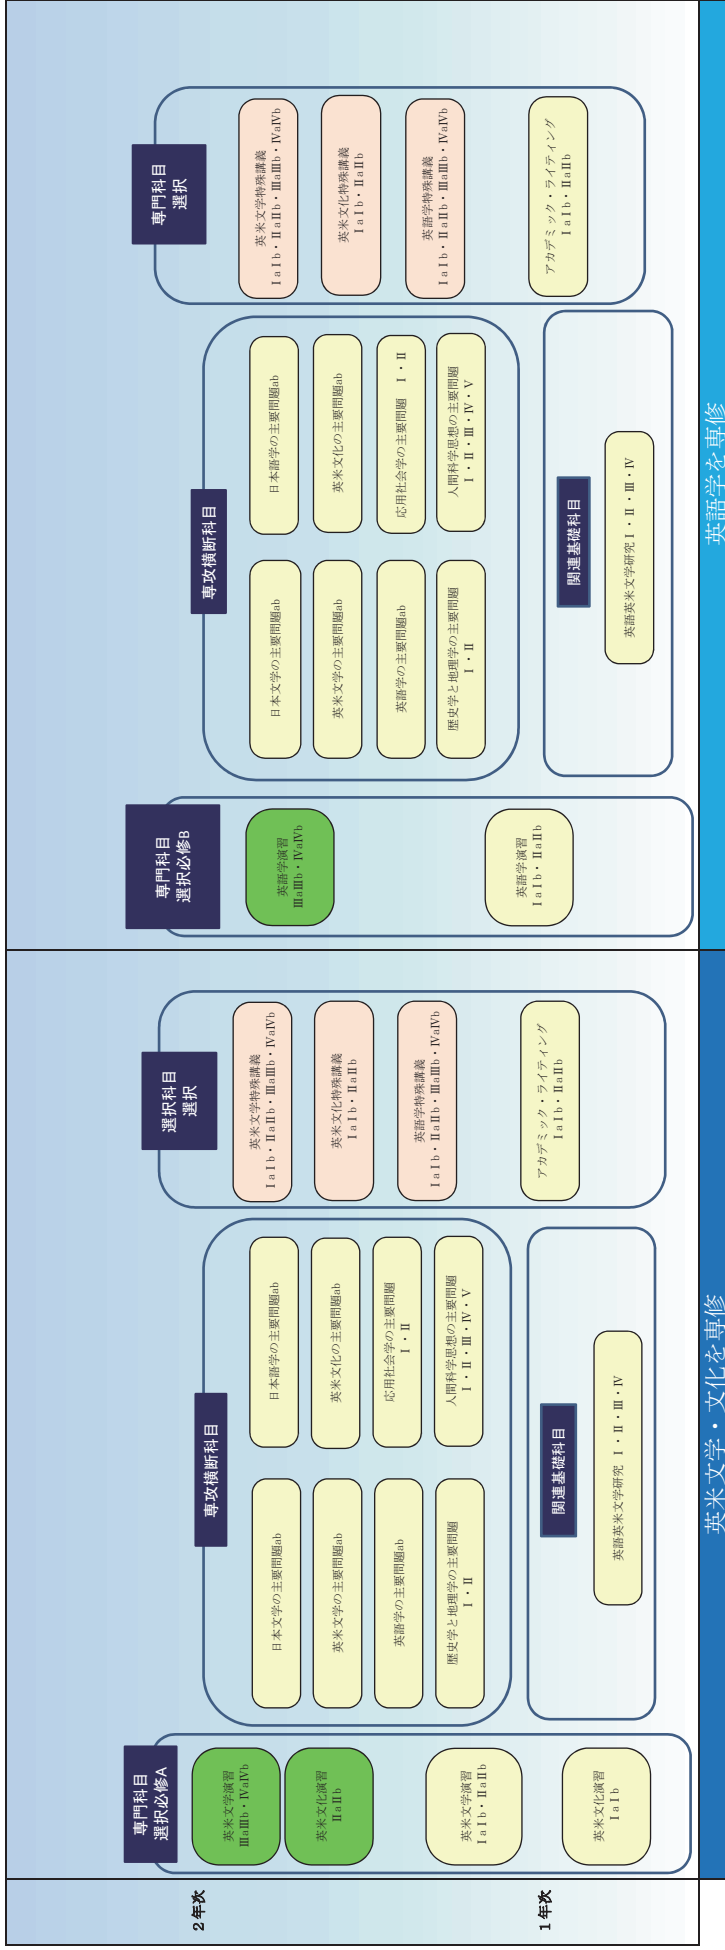 2年次
1年次
専門科目
選択必修A
英米文学演習
ⅢaⅢb・ⅣaⅣb
英米文化演習
ⅡaⅡb
英米文学演習
ⅠaⅠb・ⅡaⅡb
英米文化演習
ⅠaⅠb
専攻横断科目
日本文学の主要問題ab
日本語学の主要問題ab
英米文学の主要問題ab
英米文化の主要問題ab
英語学の主要問題ab
応用社会学の主要問題
Ⅰ・Ⅱ
歴史学と地理学の主要問題
Ⅰ・Ⅱ
人間科学思想の主要問題
Ⅰ・Ⅱ・Ⅲ・Ⅳ・Ⅴ
関連基礎科目
英語英米文学研究 Ⅰ・Ⅱ・Ⅲ・Ⅳ
選択科目
選択
英米文学特殊講義
ⅠaⅠb・ⅡaⅡb・ⅢaⅢb・ⅣaⅣb
英米文化特殊講義
ⅠaⅠb・ⅡaⅡb
英語学特殊講義
ⅠaⅠb・ⅡaⅡb・ⅢaⅢb・ⅣaⅣb
アカデミック・ライティング
ⅠaⅠb・ⅡaⅡb
英米文学・文化を専修
専門科目
選択必修B
英語学演習
ⅢaⅢb・ⅣaⅣb
英語学演習
ⅠaⅠb・ⅡaⅡb
専攻横断科目
日本文学の主要問題ab
日本語学の主要問題ab
英米文学の主要問題ab
英米文化の主要問題ab
英語学の主要問題ab
応用社会学の主要問題 Ⅰ・Ⅱ
歴史学と地理学の主要問題
Ⅰ・Ⅱ
人間科学思想の主要問題
Ⅰ・Ⅱ・Ⅲ・Ⅳ・Ⅴ
関連基礎科目
英語英米文学研究Ⅰ・Ⅱ・Ⅲ・Ⅳ
専門科目
選択
英米文学特殊講義
ⅠaⅠb・ⅡaⅡb・ⅢaⅢb・ⅣaⅣb
英米文化特殊講義
ⅠaⅠb・ⅡaⅡb
英語学特殊講義
ⅠaⅠb・ⅡaⅡb・ⅢaⅢb・ⅣaⅣb
アカデミック・ライティング
ⅠaⅠb・ⅡaⅡb
英語学を専修